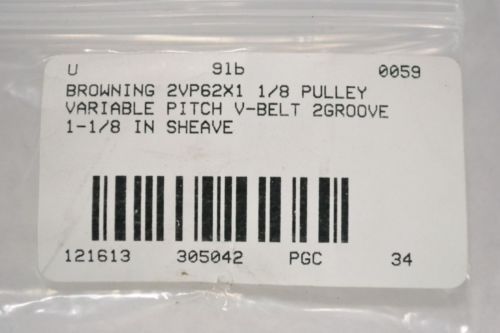 U 9lb 0059
BROWNING 2VP62X1 1/8 PULLEY
VARIABLE PITCH V-BELT 2GROOVE
1-1/8 IN SHEAVE
121613 305042 PGC 34